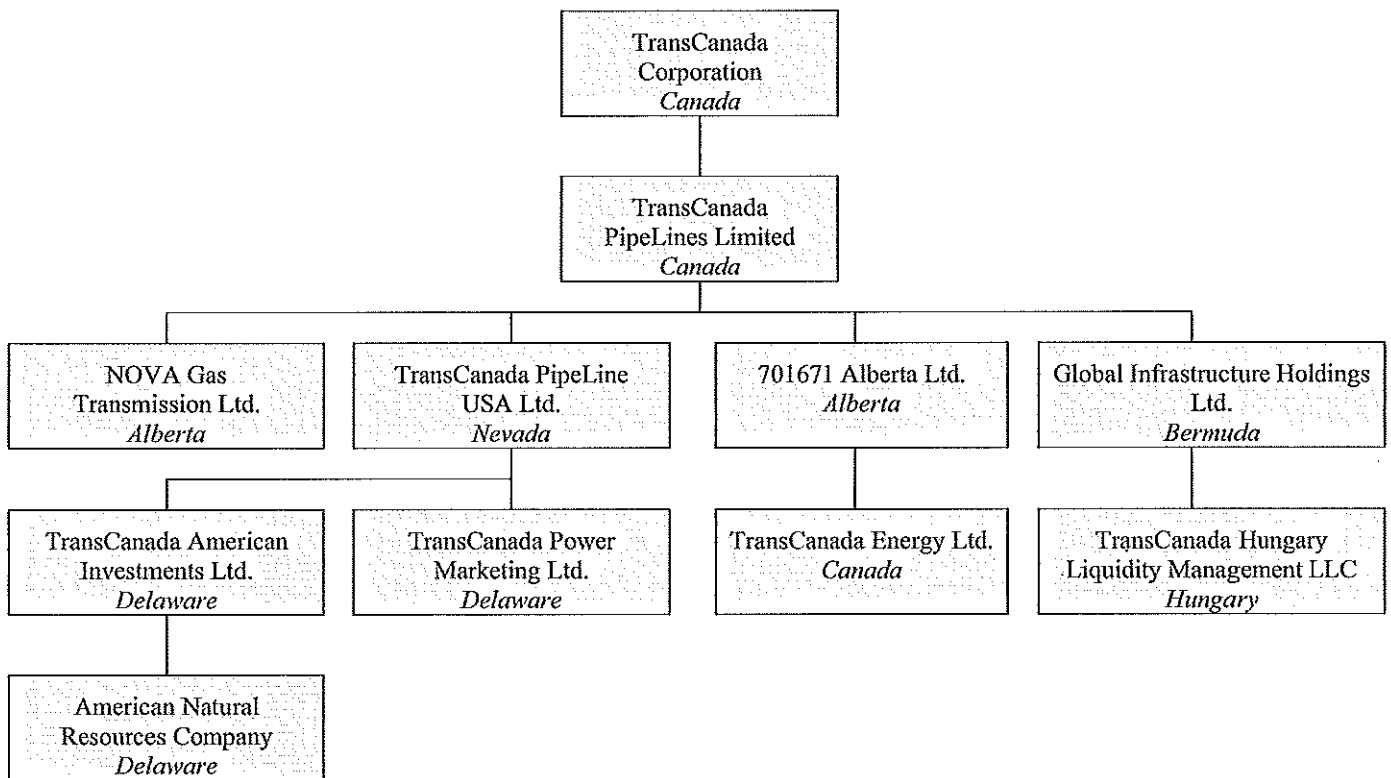 TransCanada
Corporation
Canada
TransCanada
PipeLines Limited
Canada
NOVA Gas
Transmission Ltd.
Alberta
TransCanada PipeLine
USA Ltd.
Nevada
701671 Alberta Ltd.
Alberta
Global Infrastructure Holdings
Ltd.
Bermuda
TransCanada American
Investments Ltd.
Delaware
TransCanada Power
Marketing Ltd.
Delaware
TransCanada Energy Ltd.
Canada
TransCanada Hungary
Liquidity Management LLC
Hungary
American Natural
Resources Company
Delaware